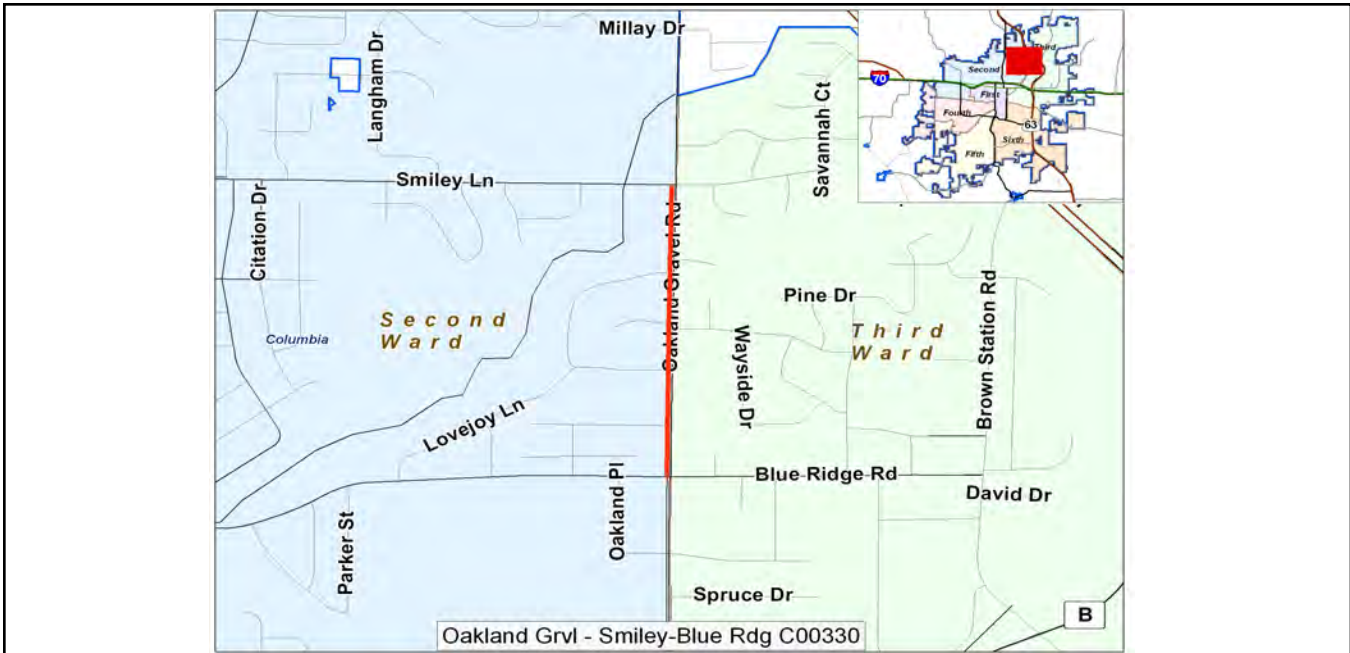 Millay Dr
Langham Dr
Savannah Ct
Smiley Ln
Citation Dr
Oakland Gravel Rd
Pine Dr
Second
Ward
Columbia
Third
Ward
Wayside Dr
Brown Station Rd
Lovejoy Ln
Blue Ridge Rd
Oakland Pl
David Dr
Parker St
Spruce Dr
B
Oakland Grvl - Smiley-Blue Rdg C00330
Third
Second
70
First
Fourth
63
Sixth
Fifth